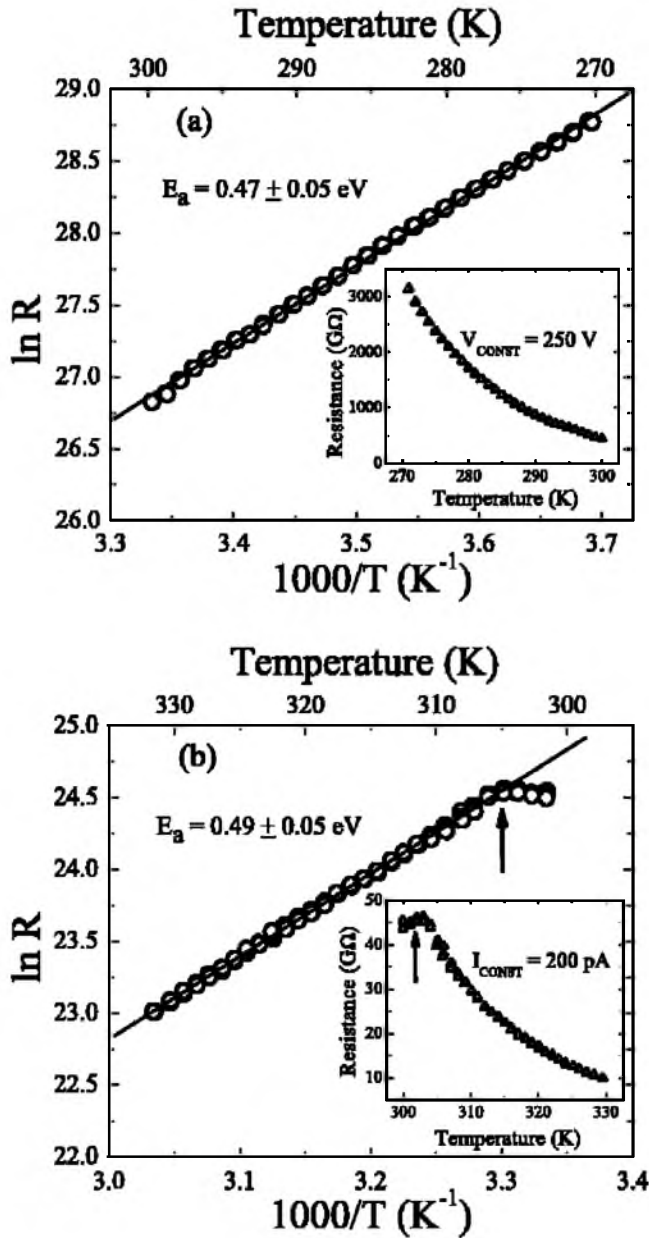 Temperature (K)
300 290 280 270
29.0
(a)
28.5
E_a = 0.47 ± 0.05 eV
28.0
ln R
27.5
27.0
26.5
26.0
3000
V_CONST = 250 V
2000
Resistance (GΩ)
1000
0
270 280 290 300
Temperature (K)
3.3 3.4 3.5 3.6 3.7
1000/T (K⁻¹)
Temperature (K)
330 320 310 300
25.0
(b)
24.5
E_a = 0.49 ± 0.05 eV
24.0
ln R
23.5
23.0
22.5
22.0
50
I_CONST = 200 pA
40
Resistance (GΩ)
30
20
10
300 310 320 330
Temperature (K)
3.0 3.1 3.2 3.3 3.4
1000/T (K⁻¹)